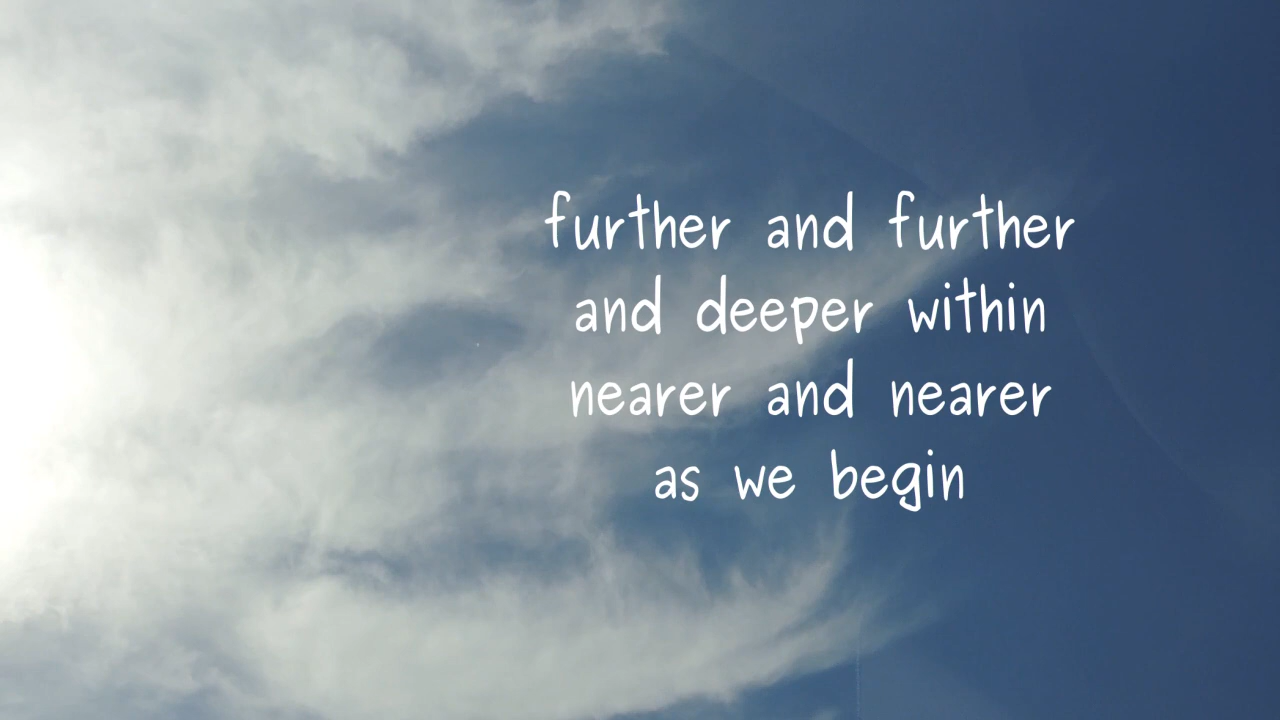 further and further
and deeper within
nearer and nearer
as we begin